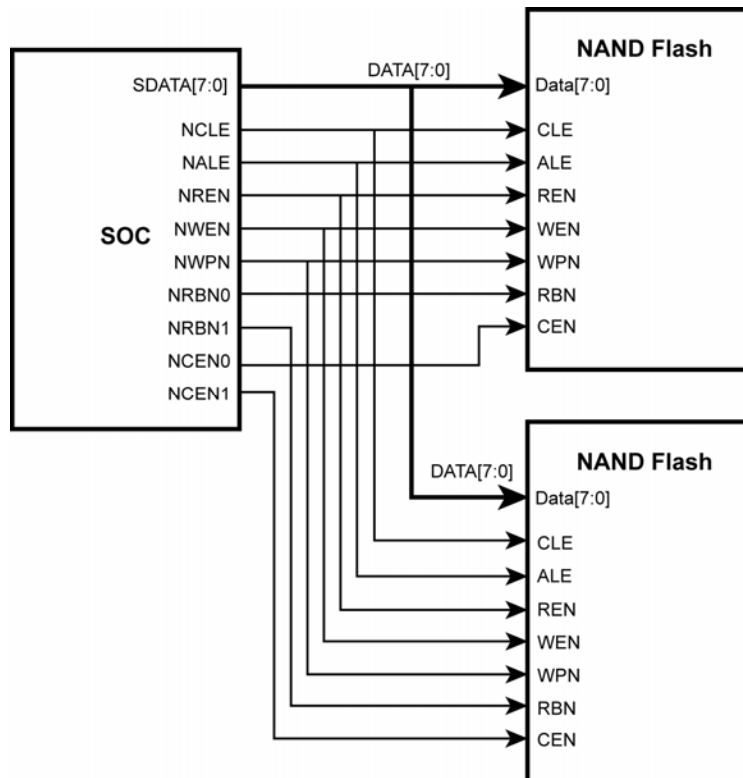 SOC
SDATA[7:0]
NCLE
NALE
NREN
NWEN
NWPN
NRBN0
NRBN1
NCEN0
NCEN1
DATA[7:0]
NAND Flash
Data[7:0]
CLE
ALE
REN
WEN
WPN
RBN
CEN
DATA[7:0]
NAND Flash
Data[7:0]
CLE
ALE
REN
WEN
WPN
RBN
CEN